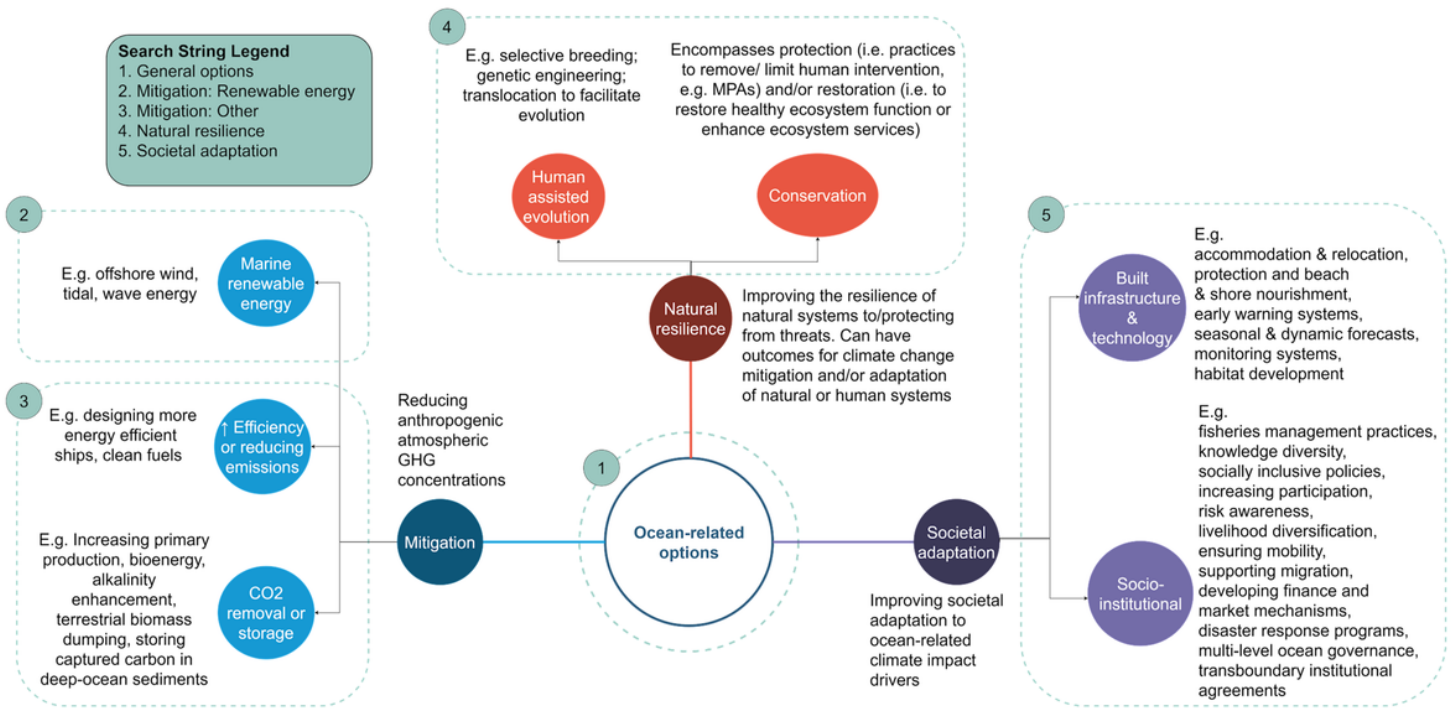 Search String Legend
1. General options
2. Mitigation: Renewable energy
3. Mitigation: Other
4. Natural resilience
5. Societal adaptation
4
E.g. selective breeding;
genetic engineering;
translocation to facilitate
evolution
Encompasses protection (i.e. practices
to remove/ limit human intervention,
e.g. MPAs) and/or restoration (i.e. to
restore healthy ecosystem function or
enhance ecosystem services)
Human
assisted
evolution
Conservation
2
E.g. offshore wind,
tidal, wave energy
Marine
renewable
energy
Natural
resilience
Improving the resilience of
natural systems to/protecting
from threats. Can have
outcomes for climate change
mitigation and/or adaptation
of natural or human systems
3
E.g. designing more
energy efficient
ships, clean fuels
↑ Efficiency
or reducing
emissions
E.g. Increasing primary
production, bioenergy,
alkalinity
enhancement,
terrestrial biomass
dumping, storing
captured carbon in
deep-ocean sediments
CO2
removal or
storage
Reducing
anthropogenic
atmospheric
GHG
concentrations
Mitigation
1
Ocean-related
options
Societal
adaptation
Improving societal
adaptation to
ocean-related
climate impact
drivers
5
Built
infrastructure
&
technology
E.g.
accommodation & relocation,
protection and beach
& shore nourishment,
early warning systems,
seasonal & dynamic forecasts,
monitoring systems,
habitat development
Socio-
institutional
E.g.
fisheries management practices,
knowledge diversity,
socially inclusive policies,
increasing participation,
risk awareness,
livelihood diversification,
ensuring mobility,
supporting migration,
developing finance and
market mechanisms,
disaster response programs,
multi-level ocean governance,
transboundary institutional
agreements